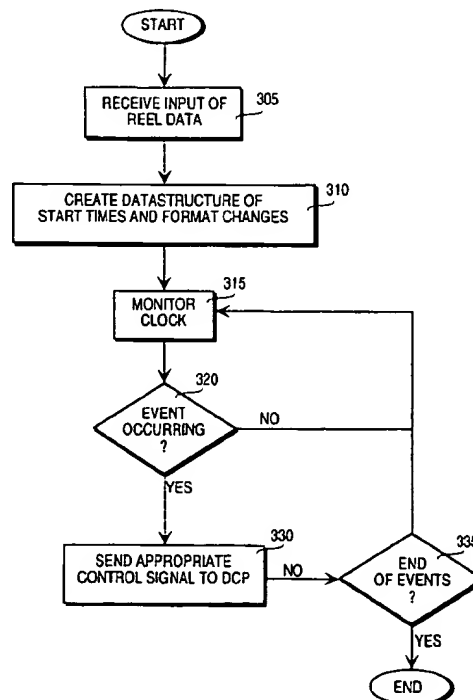 START
RECEIVE INPUT OF
REEL DATA
305
CREATE DATASTRUCTURE OF
START TIMES AND FORMAT CHANGES
310
MONITOR
CLOCK
315
320
EVENT
OCCURRING
?
NO
YES
330
SEND APPROPRIATE
CONTROL SIGNAL TO DCP
NO
335
END
OF EVENTS
?
YES
END